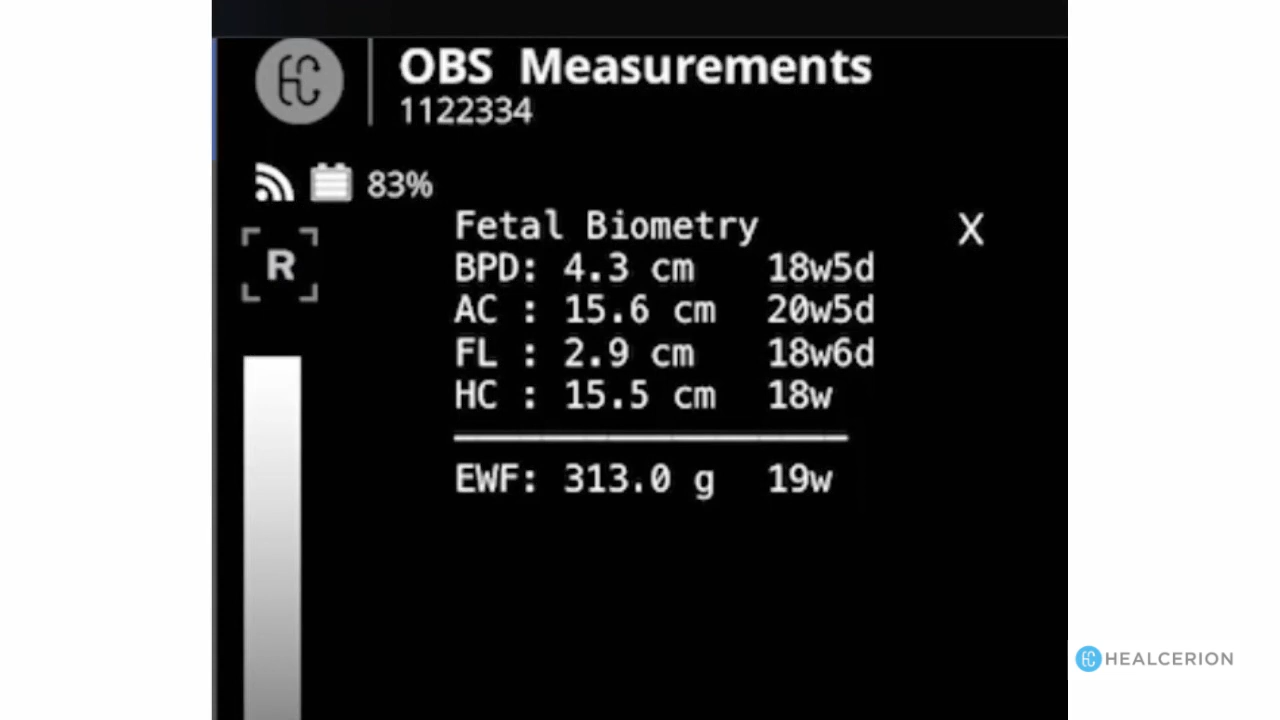 OBS Measurements
1122334
83%
Fetal Biometry X
R
BPD: 4.3 cm 18w5d
AC : 15.6 cm 20w5d
FL : 2.9 cm 18w6d
HC : 15.5 cm 18w
EWF: 313.0 g 19w
HEALCERION